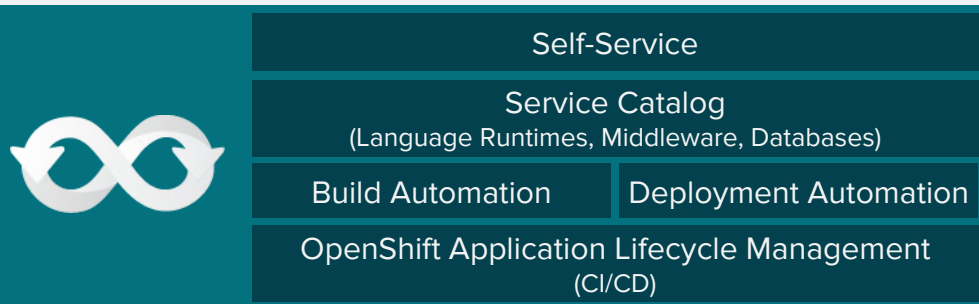 Self-Service
Service Catalog
(Language Runtimes, Middleware, Databases)
Build Automation
Deployment Automation
OpenShift Application Lifecycle Management
(CI/CD)